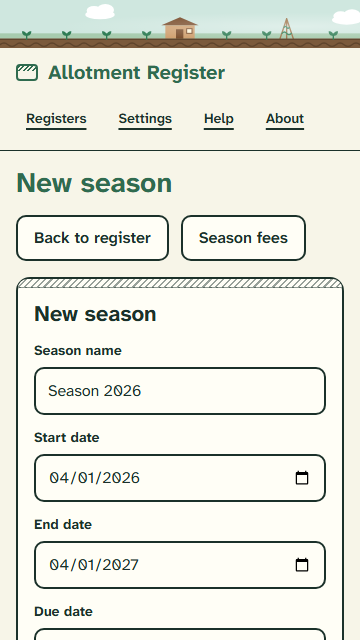 Allotment Register
Registers Settings Help About
New season
Back to register Season fees
New season
Season name
Season 2026
Start date
04/01/2026
End date
04/01/2027
Due date